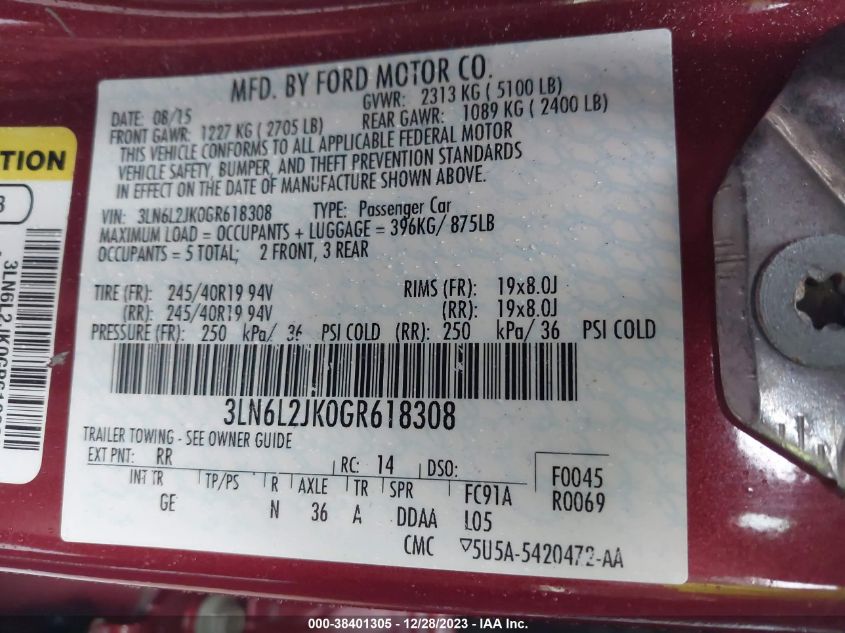 MFD. BY FORD MOTOR CO.
DATE: 08/15 GVWR: 2313 KG ( 5100 LB)
FRONT GAWR: 1227 KG ( 2705 LB) REAR GAWR: 1089 KG ( 2400 LB)
THIS VEHICLE CONFORMS TO ALL APPLICABLE FEDERAL MOTOR
VEHICLE SAFETY, BUMPER, AND THEFT PREVENTION STANDARDS
IN EFFECT ON THE DATE OF MANUFACTURE SHOWN ABOVE.
VIN: 3LN6L2JK0GR618308 TYPE: Passenger Car
MAXIMUM LOAD = OCCUPANTS + LUGGAGE = 396KG/ 875LB
OCCUPANTS = 5 TOTAL; 2 FRONT, 3 REAR
TIRE (FR): 245/40R19 94V RIMS (FR): 19x8.0J
(RR): 245/40R19 94V (RR): 19x8.0J
PRESSURE (FR): 250 kPa/ 36 PSI COLD (RR): 250 kPa/ 36 PSI COLD
3LN6L2JK0GR618308
TRAILER TOWING - SEE OWNER GUIDE
EXT PNT: RR RC: 14 DSO: F0045
INT TR TP/PS R AXLE TR SPR FC91A R0069
GE N 36 A DDAA L05
CMC ▽5U5A-5420472-AA
000-38401305 - 12/28/2023 - IAA Inc.